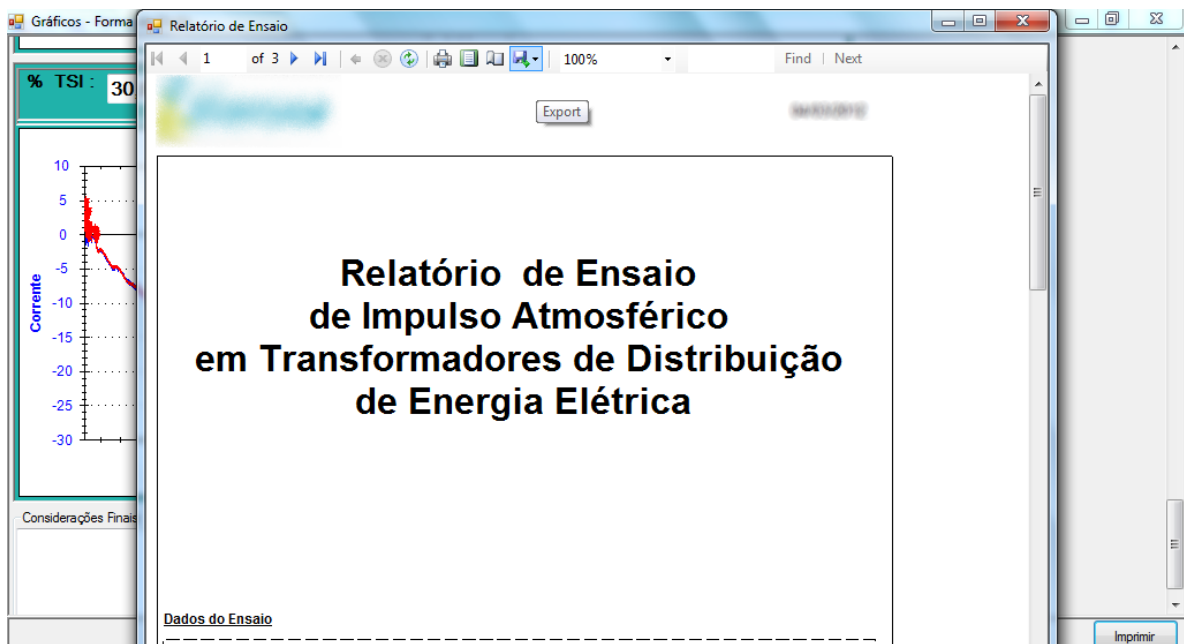 Gráficos - Forma
% TSI :
30,
10
5
0
-5
-10
-15
-20
-25
-30
Corrente
Considerações Finais
Relatório de Ensaio
1 of 3
100%
Find | Next
Export
Relatório de Ensaio
de Impulso Atmosférico
em Transformadores de Distribuição
de Energia Elétrica
Dados do Ensaio
Imprimir